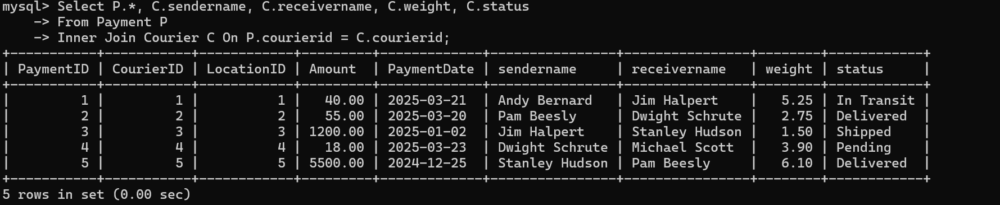 mysql> Select P.*, C.sendername, C.receivername, C.weight, C.status
    -> From Payment P
    -> Inner Join Courier C On P.courierid = C.courierid;
+-----------+-----------+------------+---------+-------------+----------------+----------------+--------+------------+
| PaymentID | CourierID | LocationID | Amount  | PaymentDate | sendername     | receivername   | weight | status     |
+-----------+-----------+------------+---------+-------------+----------------+----------------+--------+------------+
|         1 |         1 |          1 |   40.00 | 2025-03-21  | Andy Bernard   | Jim Halpert    |   5.25 | In Transit |
|         2 |         2 |          2 |   55.00 | 2025-03-20  | Pam Beesly     | Dwight Schrute |   2.75 | Delivered  |
|         3 |         3 |          3 | 1200.00 | 2025-01-02  | Jim Halpert    | Stanley Hudson |   1.50 | Shipped    |
|         4 |         4 |          4 |   18.00 | 2025-03-23  | Dwight Schrute | Michael Scott  |   3.90 | Pending    |
|         5 |         5 |          5 | 5500.00 | 2024-12-25  | Stanley Hudson | Pam Beesly     |   6.10 | Delivered  |
+-----------+-----------+------------+---------+-------------+----------------+----------------+--------+------------+
5 rows in set (0.00 sec)